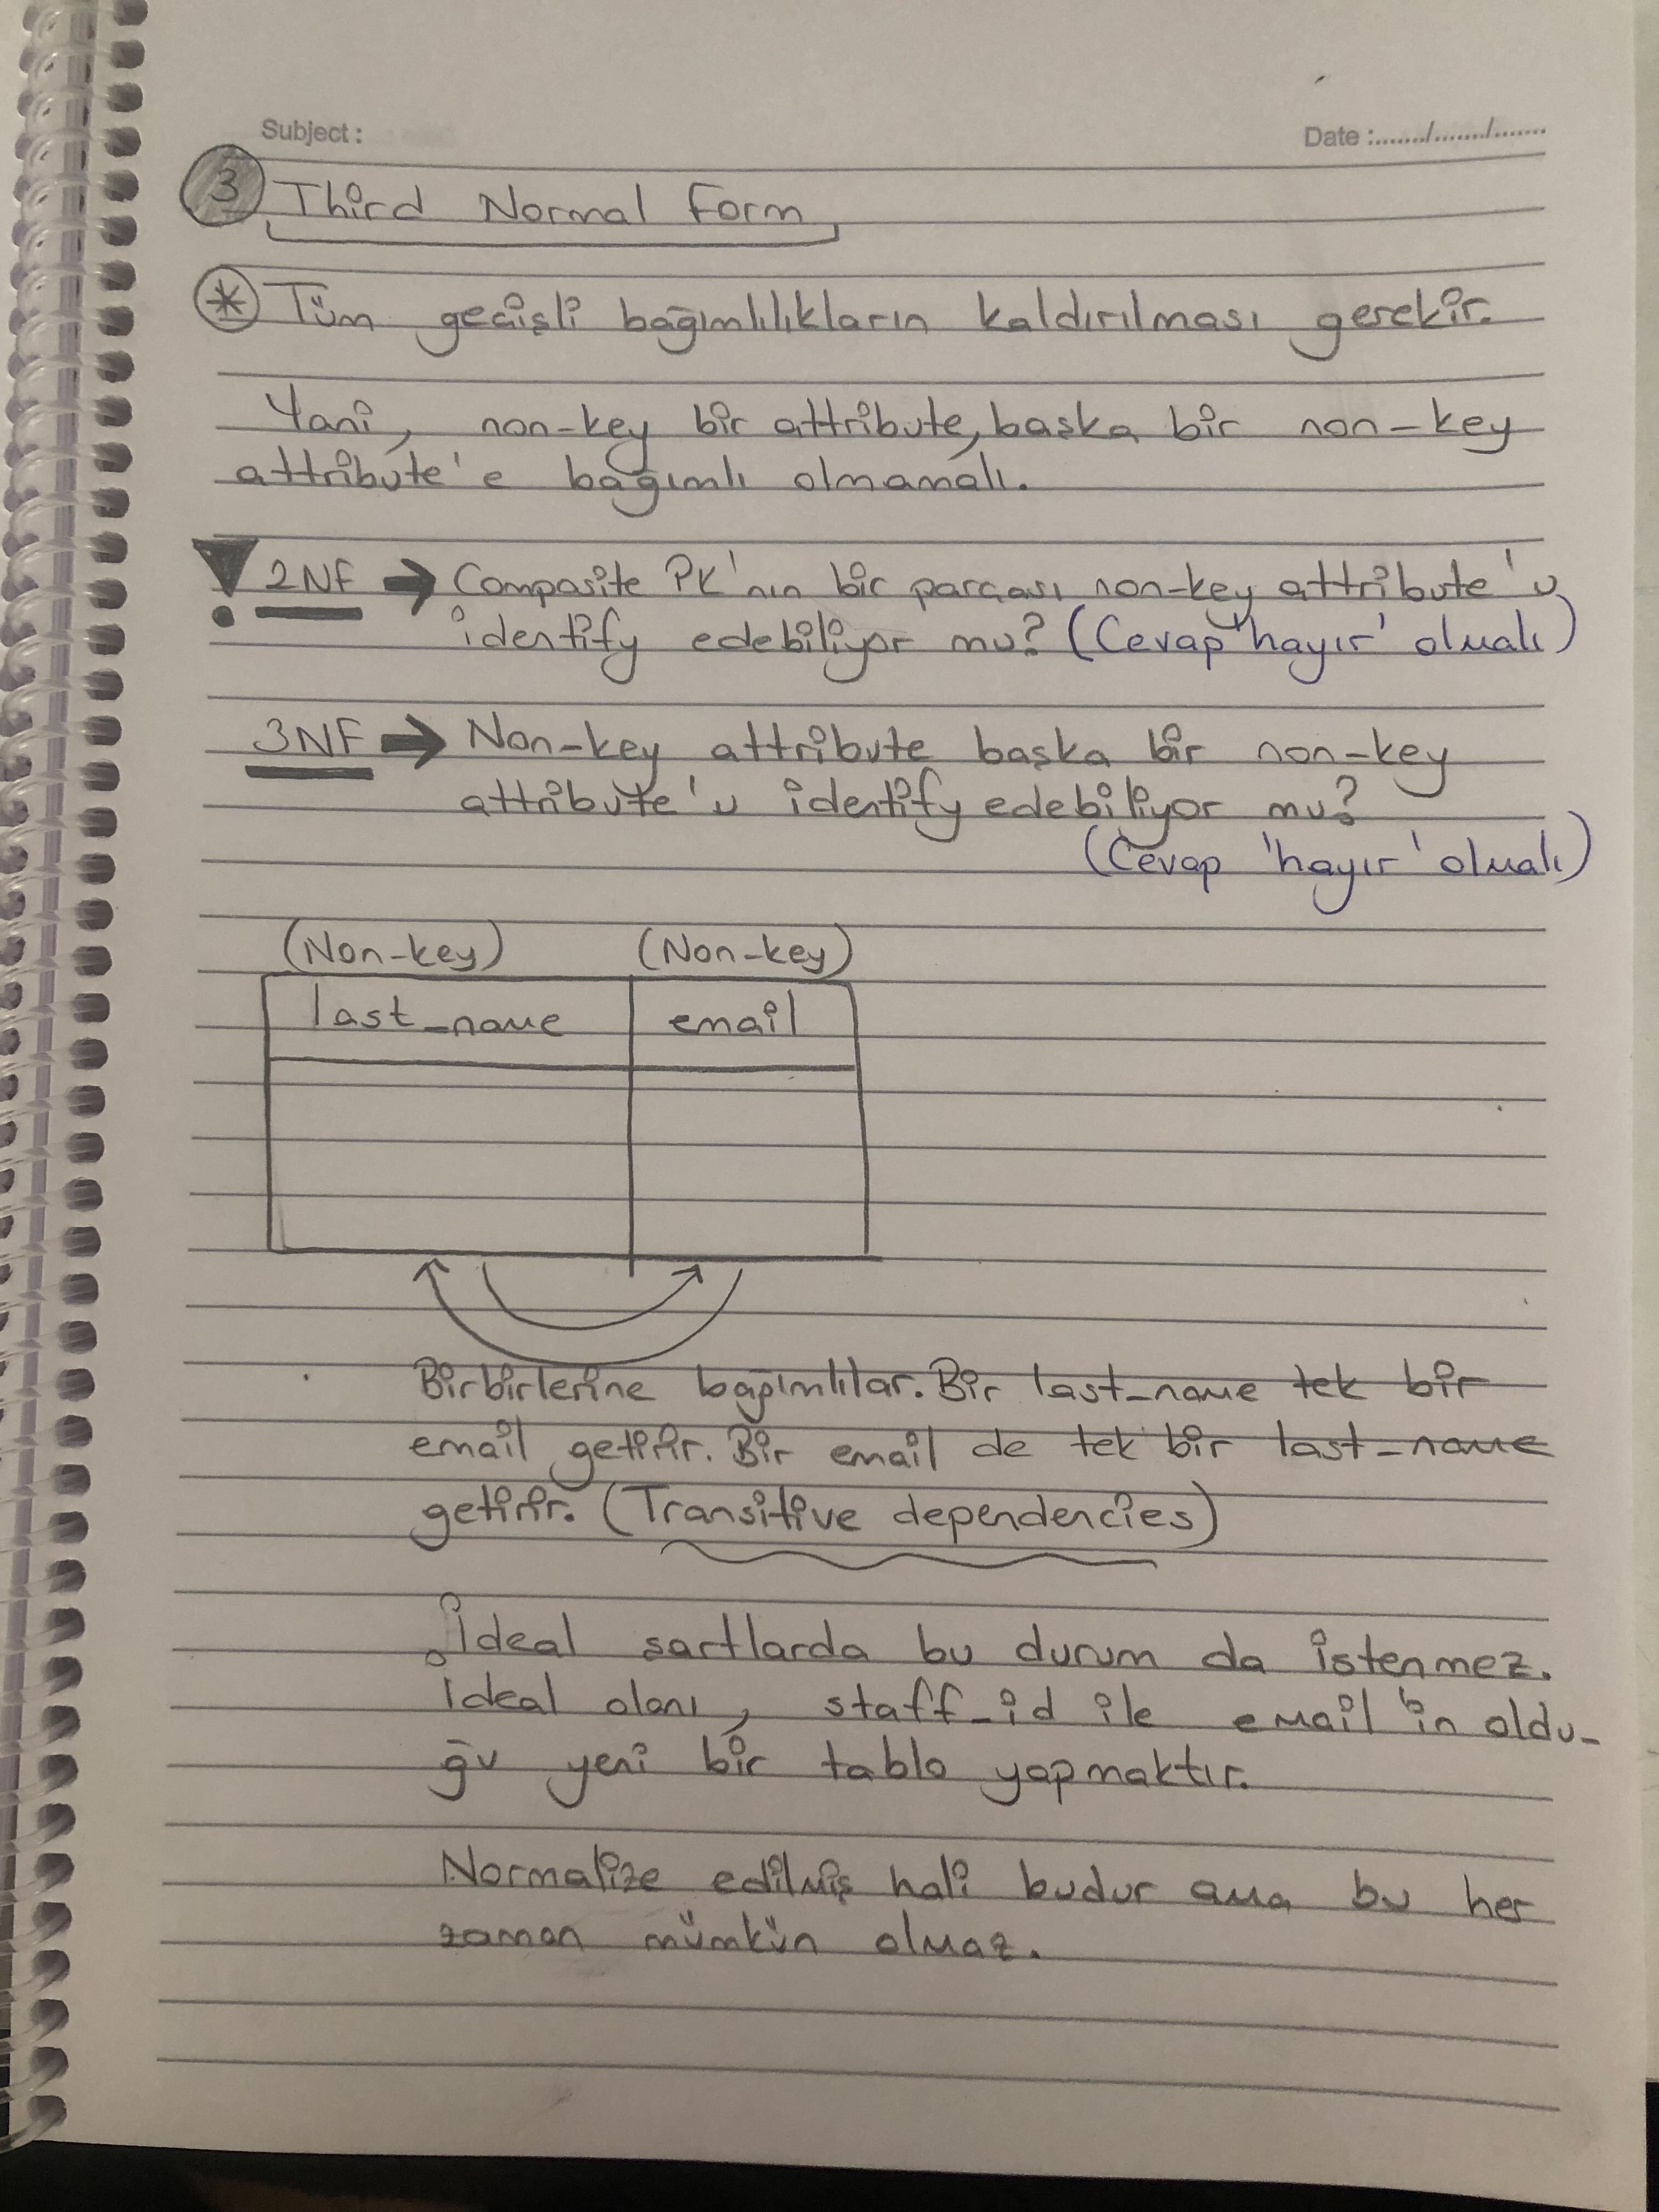 Subject :
Date :......./......./.......
3 Third Normal Form
* Tüm geçişli bağımlılıkların kaldırılması gerekir.
Yani, non-key bir attribute, başka bir non-key
attribute'e bağımlı olmamalı.
! 2NF → Composite PK'nın bir parçası non-key attribute'u
identify edebiliyor mu? (Cevap 'hayır' olmalı)
3NF → Non-key attribute başka bir non-key
attribute'u identify edebiliyor mu?
(Cevap 'hayır' olmalı)
(Non-key) (Non-key)
last_name email
Birbirlerine bağımlılar. Bir last_name tek bir
email getirir. Bir email de tek bir last_name
getirir. (Transitive dependencies)
İdeal şartlarda bu durum da istenmez.
İdeal olanı, staff_id ile email'in oldu-
ğu yeni bir tablo yapmaktır.
Normalize edilmiş hali budur ama bu her
zaman mümkün olmaz.